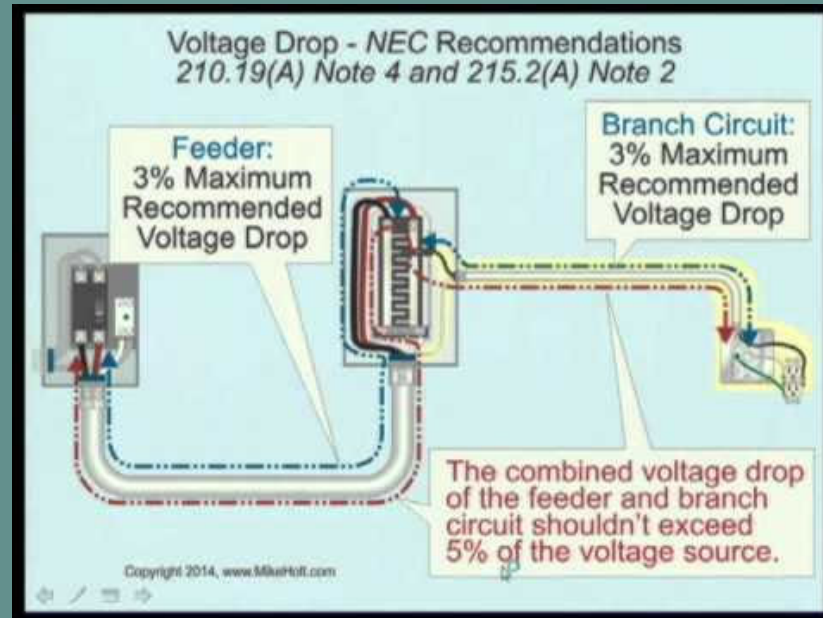 Voltage Drop - NEC Recommendations
210.19(A) Note 4 and 215.2(A) Note 2
Feeder:
3% Maximum
Recommended
Voltage Drop
Branch Circuit:
3% Maximum
Recommended
Voltage Drop
The combined voltage drop
of the feeder and branch
circuit shouldn't exceed
5% of the voltage source.
Copyright 2014, www.MikeHolt.com